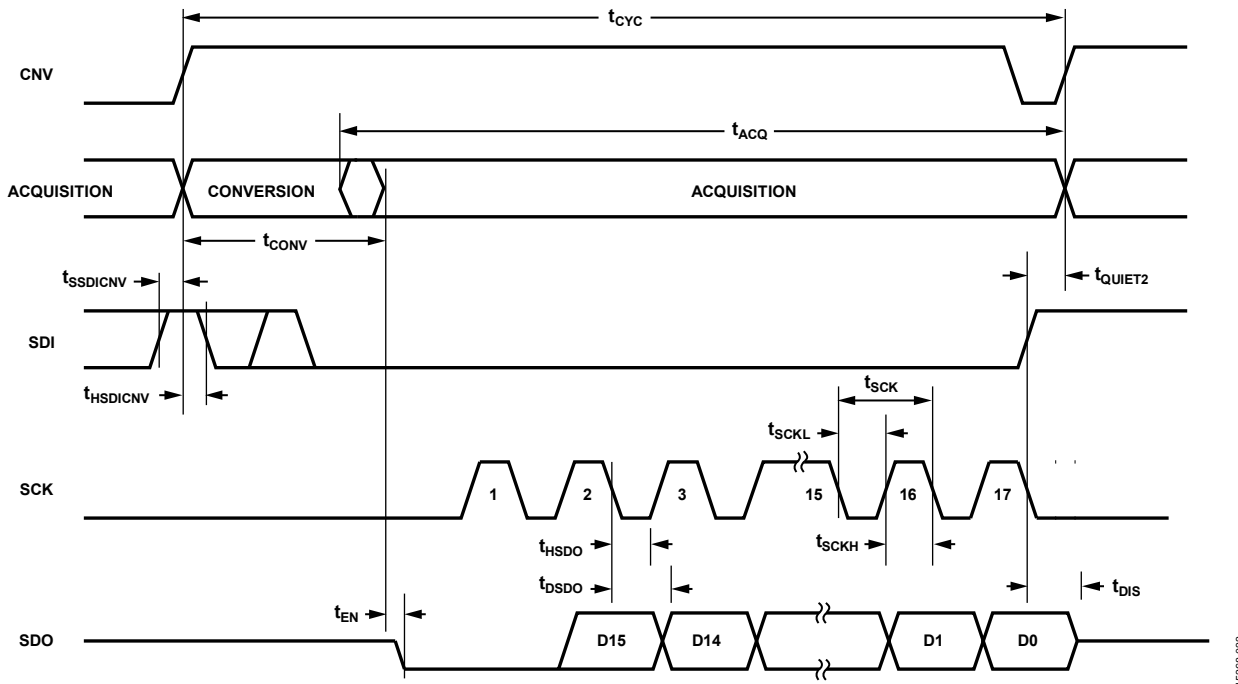 tCYC
CNV
tACQ
ACQUISITION
CONVERSION
ACQUISITION
tCONV
tSSDICNV
tQUIET2
SDI
tHSDICNV
tSCK
tSCKL
SCK
1
2
3
15
16
17
tHSDO
tSCKH
tDSDO
tDIS
tEN
SDO
D15
D14
D1
D0